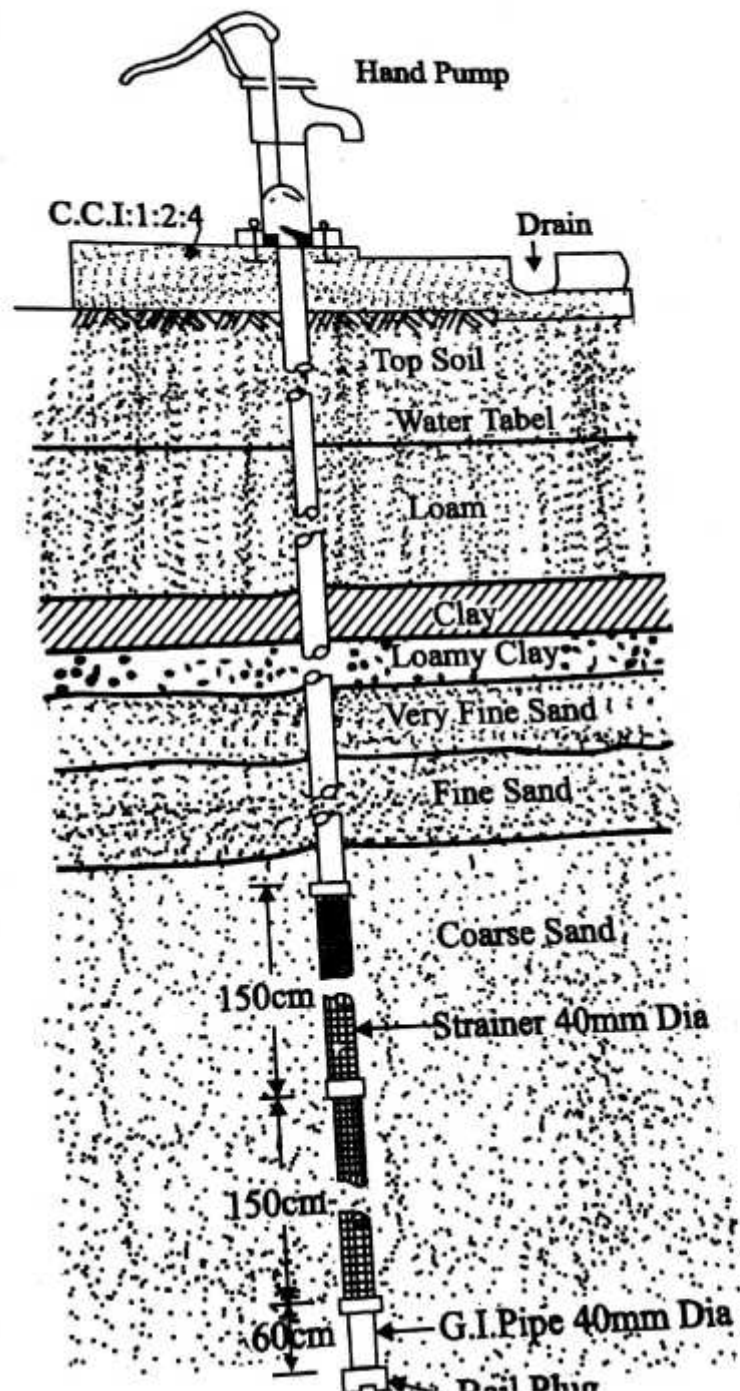 Hand Pump
C.C.I:1:2:4
Drain
Top Soil
Water Tabel
Loam
Clay
Loamy Clay
Very Fine Sand
Fine Sand
Coarse Sand
150cm
Strainer 40mm Dia
150cm
60cm
G.I.Pipe 40mm Dia
Plug